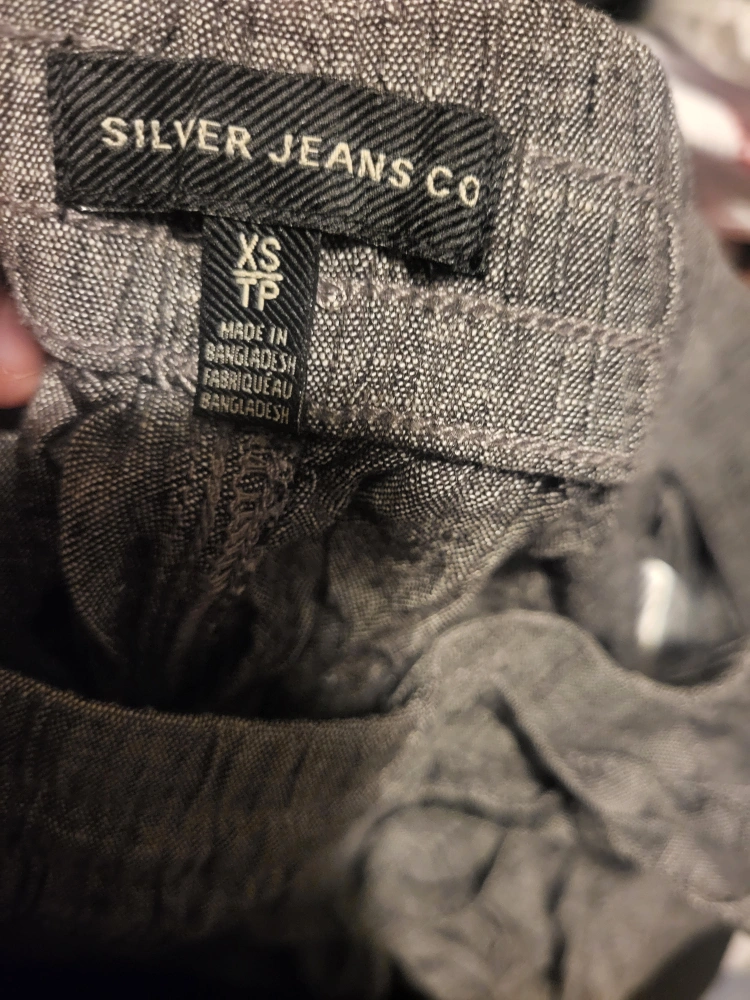 SILVER JEANS CO
XS
TP
MADE IN
BANGLADESH
FABRIQUÉ AU
BANGLADESH